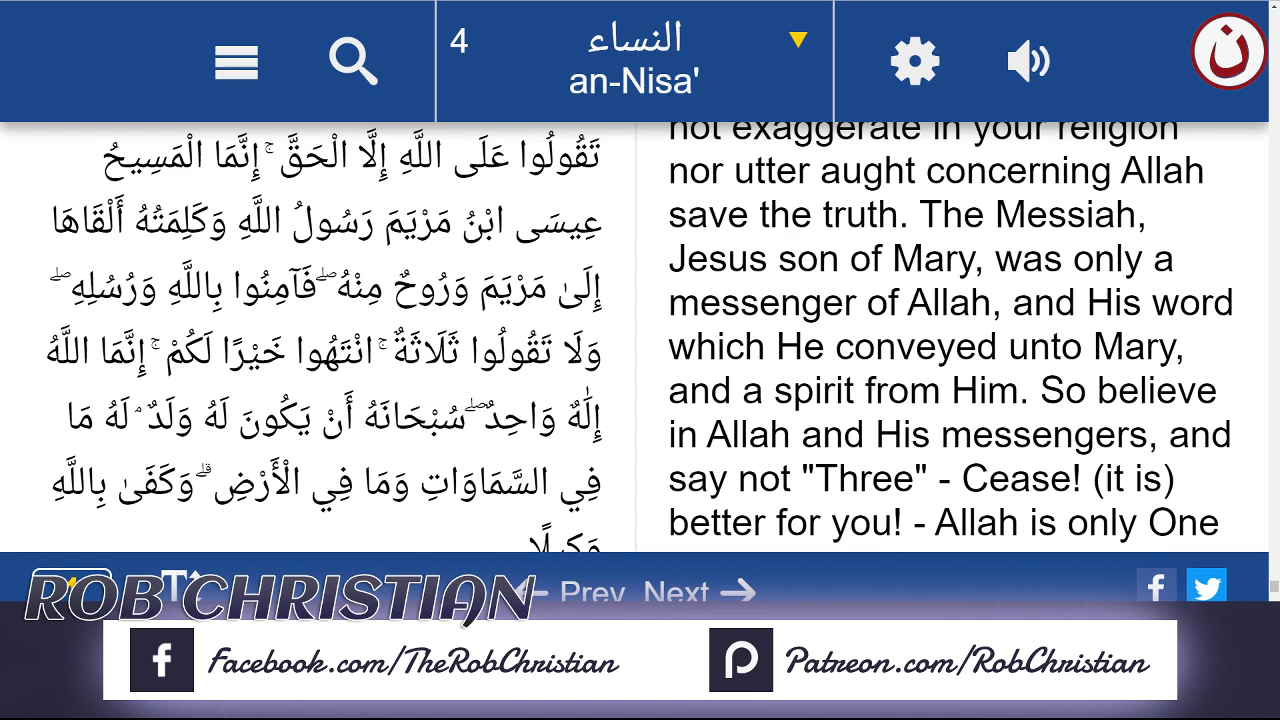 4
النساء
an-Nisa'
ن
تَقُولُوا عَلَى اللَّهِ إِلَّا الْحَقَّ ۚ إِنَّمَا الْمَسِيحُ
عِيسَى ابْنُ مَرْيَمَ رَسُولُ اللَّهِ وَكَلِمَتُهُ أَلْقَاهَا
إِلَىٰ مَرْيَمَ وَرُوحٌ مِنْهُ ۖ فَآمِنُوا بِاللَّهِ وَرُسُلِهِ ۖ
وَلَا تَقُولُوا ثَلَاثَةٌ ۚ انْتَهُوا خَيْرًا لَكُمْ ۚ إِنَّمَا اللَّهُ
إِلَٰهٌ وَاحِدٌ ۖ سُبْحَانَهُ أَنْ يَكُونَ لَهُ وَلَدٌ ۘ لَهُ مَا
فِي السَّمَاوَاتِ وَمَا فِي الْأَرْضِ ۗ وَكَفَىٰ بِاللَّهِ
وَكِيلًا
not exaggerate in your religion
nor utter aught concerning Allah
save the truth. The Messiah,
Jesus son of Mary, was only a
messenger of Allah, and His word
which He conveyed unto Mary,
and a spirit from Him. So believe
in Allah and His messengers, and
say not "Three" - Cease! (it is)
better for you! - Allah is only One
Prev Next
ROB CHRISTIAN
Facebook.com/TheRobChristian
Patreon.com/RobChristian